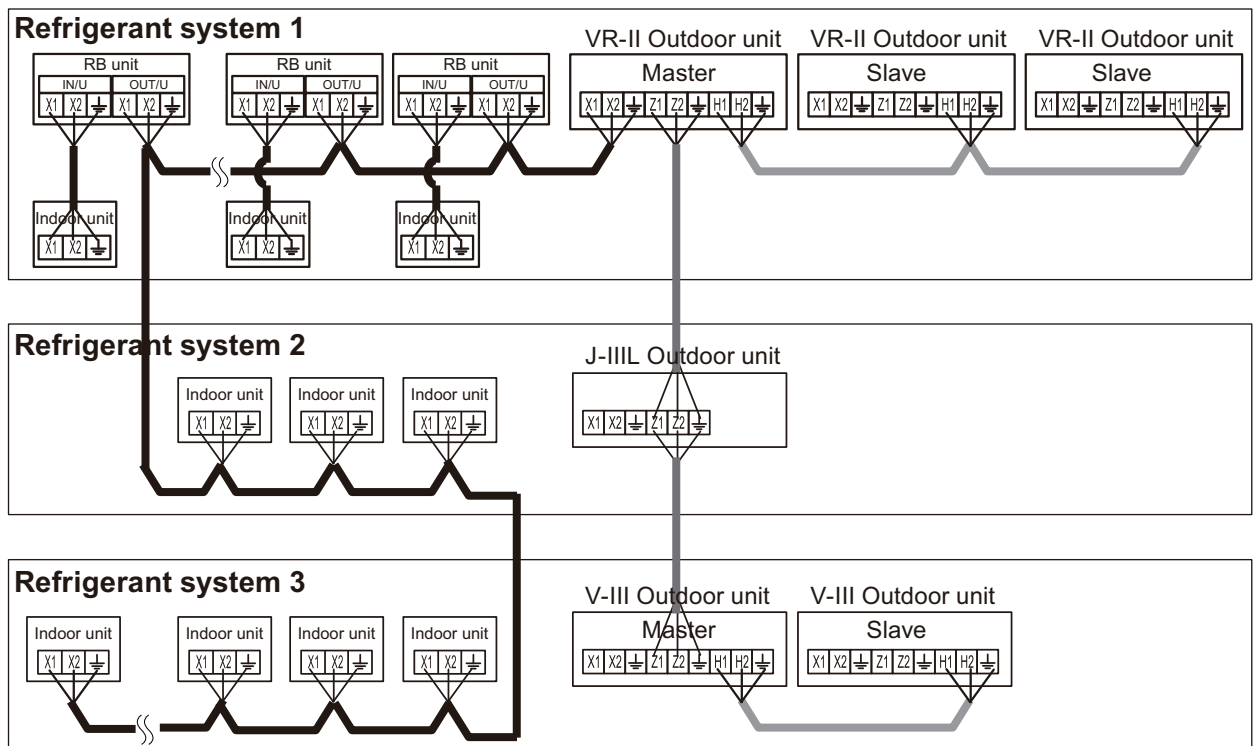 Refrigerant system 1
VR-II Outdoor unit VR-II Outdoor unit VR-II Outdoor unit
RB unit RB unit RB unit Master Slave Slave
IN/U OUT/U IN/U OUT/U IN/U OUT/U
X1 X2 X1 X2 X1 X2 X1 X2 X1 X2 X1 X2 X1 X2 Z1 Z2 H1 H2 X1 X2 Z1 Z2 H1 H2 X1 X2 Z1 Z2 H1 H2
Indoor unit Indoor unit Indoor unit
X1 X2 X1 X2 X1 X2
Refrigerant system 2
J-IIIL Outdoor unit
Indoor unit Indoor unit Indoor unit
X1 X2 X1 X2 X1 X2 X1 X2 Z1 Z2
Refrigerant system 3
V-III Outdoor unit V-III Outdoor unit
Indoor unit Indoor unit Indoor unit Indoor unit Master Slave
X1 X2 X1 X2 X1 X2 X1 X2 X1 X2 Z1 Z2 H1 H2 X1 X2 Z1 Z2 H1 H2